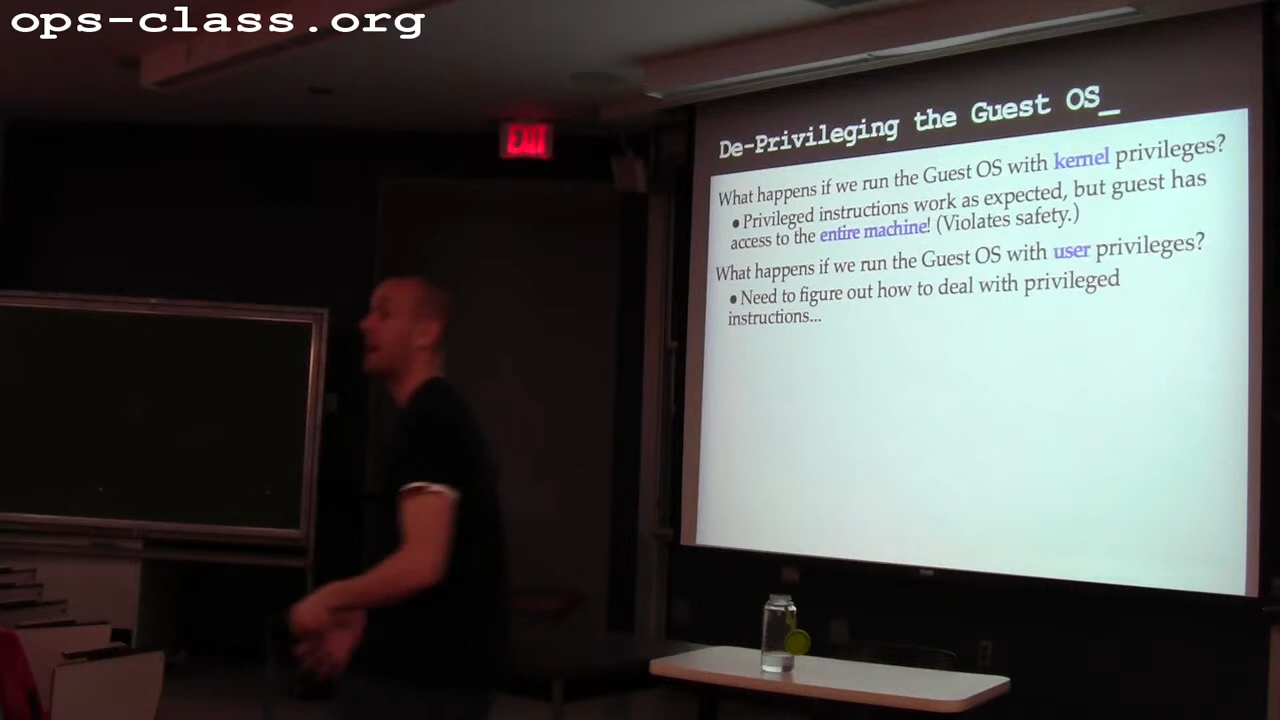 ops-class.org
EXIT
De-Privileging the Guest OS_
What happens if we run the Guest OS with kernel privileges?
• Privileged instructions work as expected, but guest has
access to the entire machine! (Violates safety.)
What happens if we run the Guest OS with user privileges?
• Need to figure out how to deal with privileged
instructions...